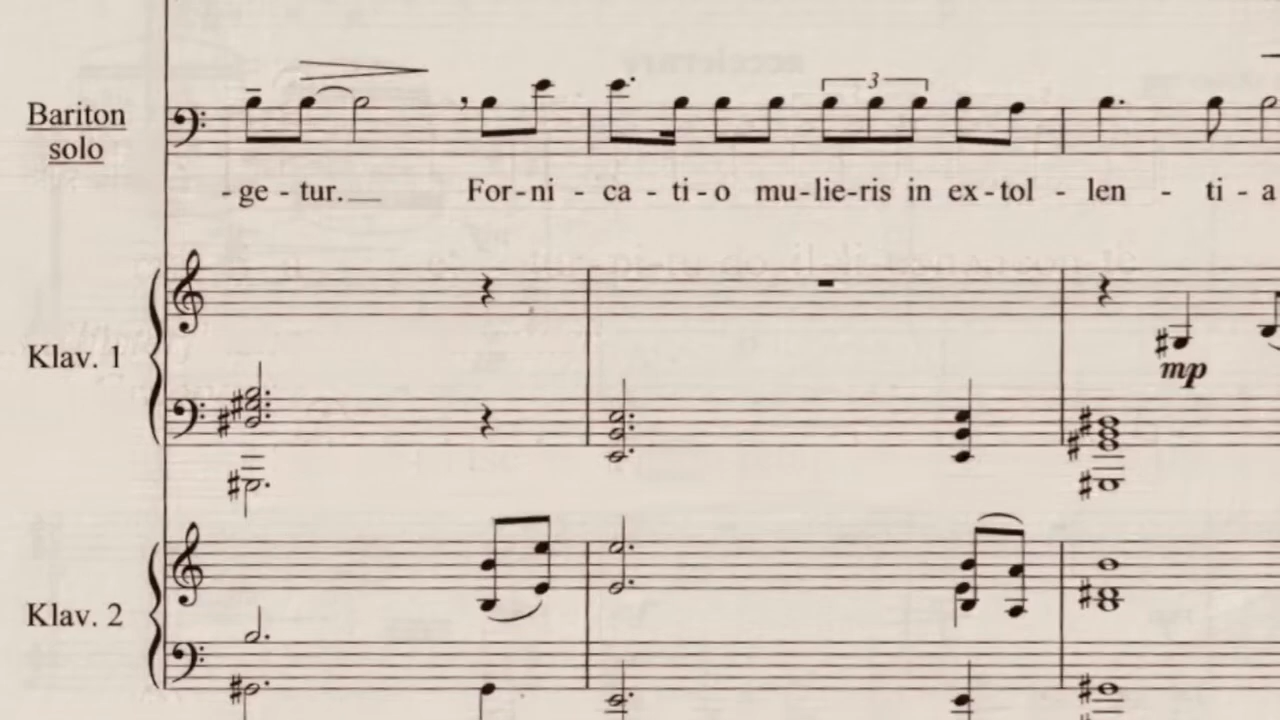 Bariton
solo
- ge - tur.__ For - ni - ca - ti - o mu - lie - ris in ex - tol - len - ti - a
3
Klav. 1
mp
Klav. 2